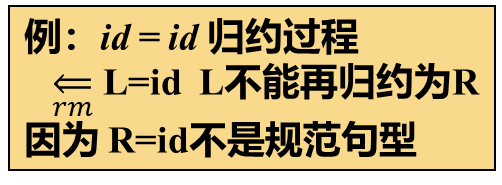 例：id = id 归约过程
⇐ L=id L不能再归约为R
rm
因为 R=id不是规范句型